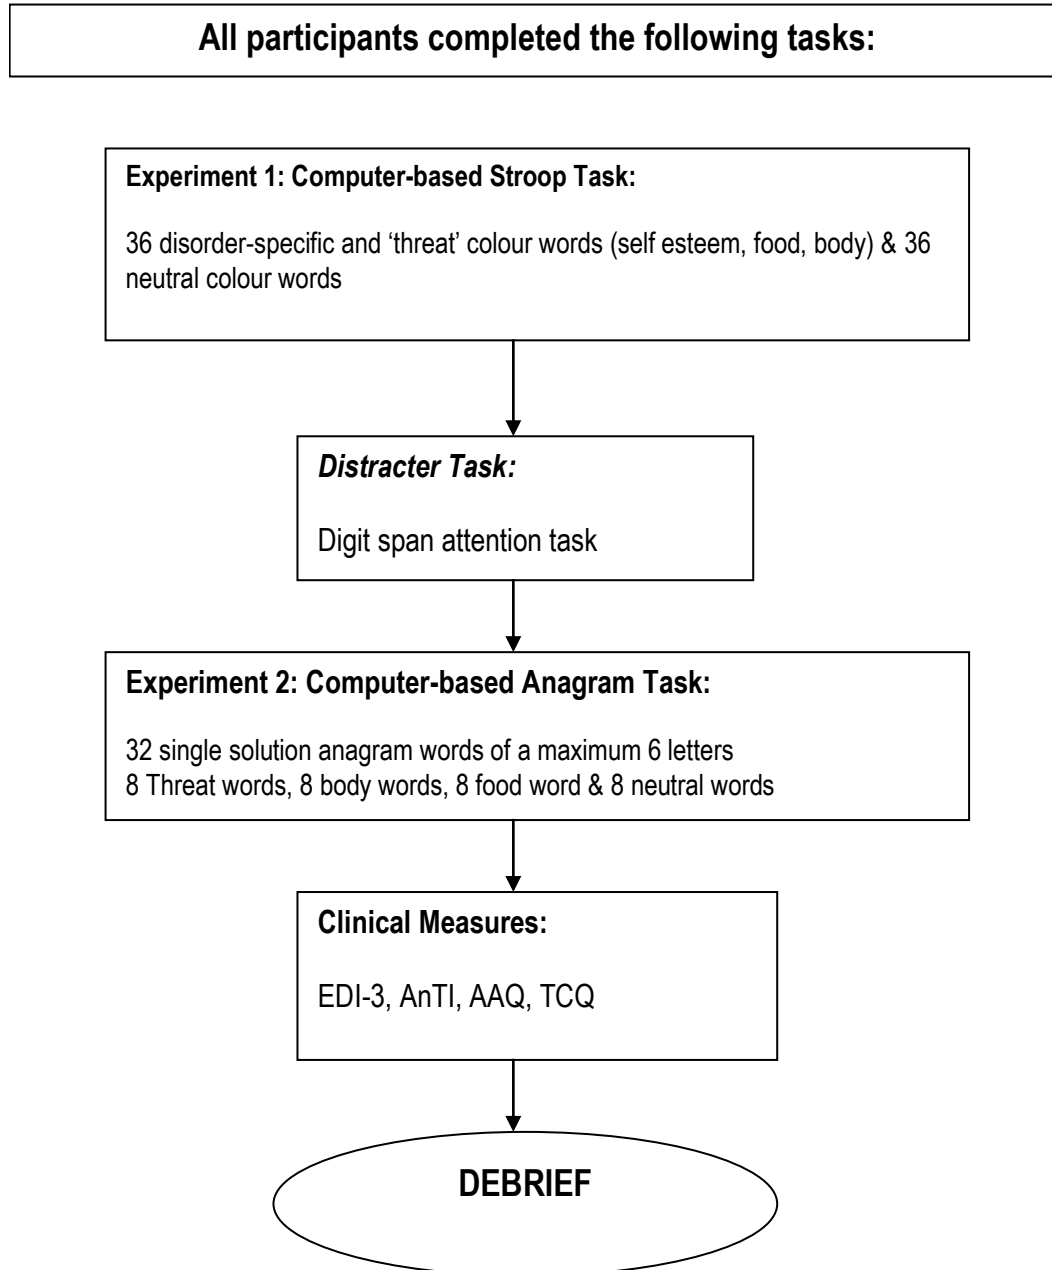 All participants completed the following tasks:
Experiment 1: Computer-based Stroop Task:
36 disorder-specific and ‘threat’ colour words (self esteem, food, body) & 36
neutral colour words
Distracter Task:
Digit span attention task
Experiment 2: Computer-based Anagram Task:
32 single solution anagram words of a maximum 6 letters
8 Threat words, 8 body words, 8 food word & 8 neutral words
Clinical Measures:
EDI-3, AnTI, AAQ, TCQ
DEBRIEF